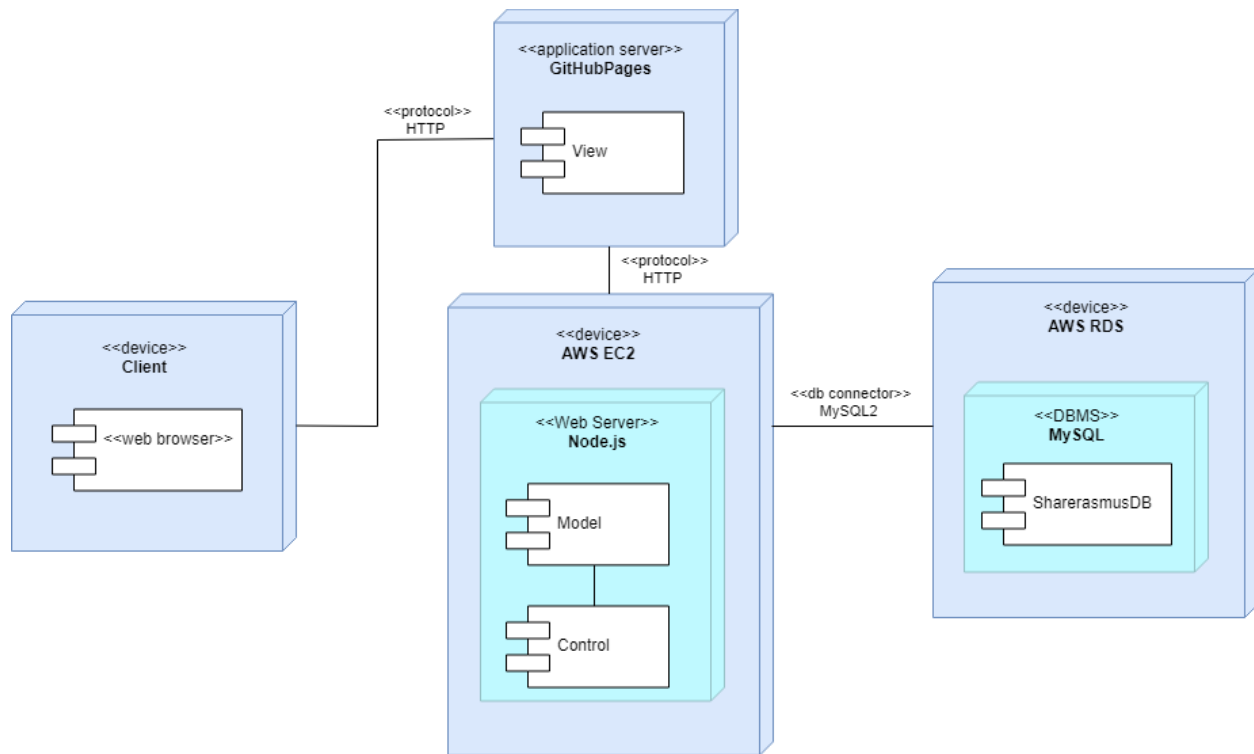 <<application server>>
GitHubPages
View
<<protocol>>
HTTP
<<protocol>>
HTTP
<<device>>
Client
<<web browser>>
<<device>>
AWS EC2
<<Web Server>>
Node.js
Model
Control
<<db connector>>
MySQL2
<<device>>
AWS RDS
<<DBMS>>
MySQL
SharerasmusDB